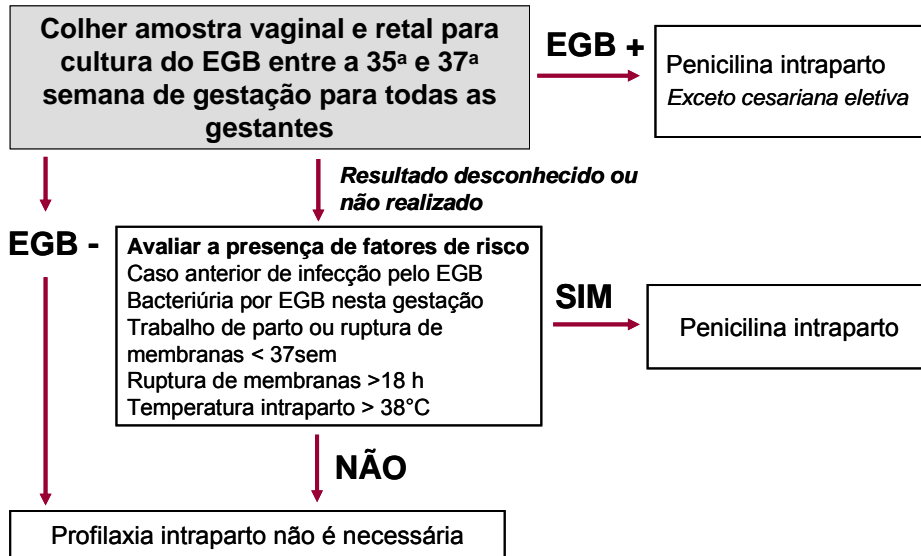 Colher amostra vaginal e retal para
cultura do EGB entre a 35ª e 37ª
semana de gestação para todas as
gestantes
EGB +
Penicilina intraparto
Exceto cesariana eletiva
Resultado desconhecido ou
não realizado
EGB -
Avaliar a presença de fatores de risco
Caso anterior de infecção pelo EGB
Bacteriúria por EGB nesta gestação
Trabalho de parto ou ruptura de
membranas < 37sem
Ruptura de membranas >18 h
Temperatura intraparto > 38°C
SIM
Penicilina intraparto
NÃO
Profilaxia intraparto não é necessária